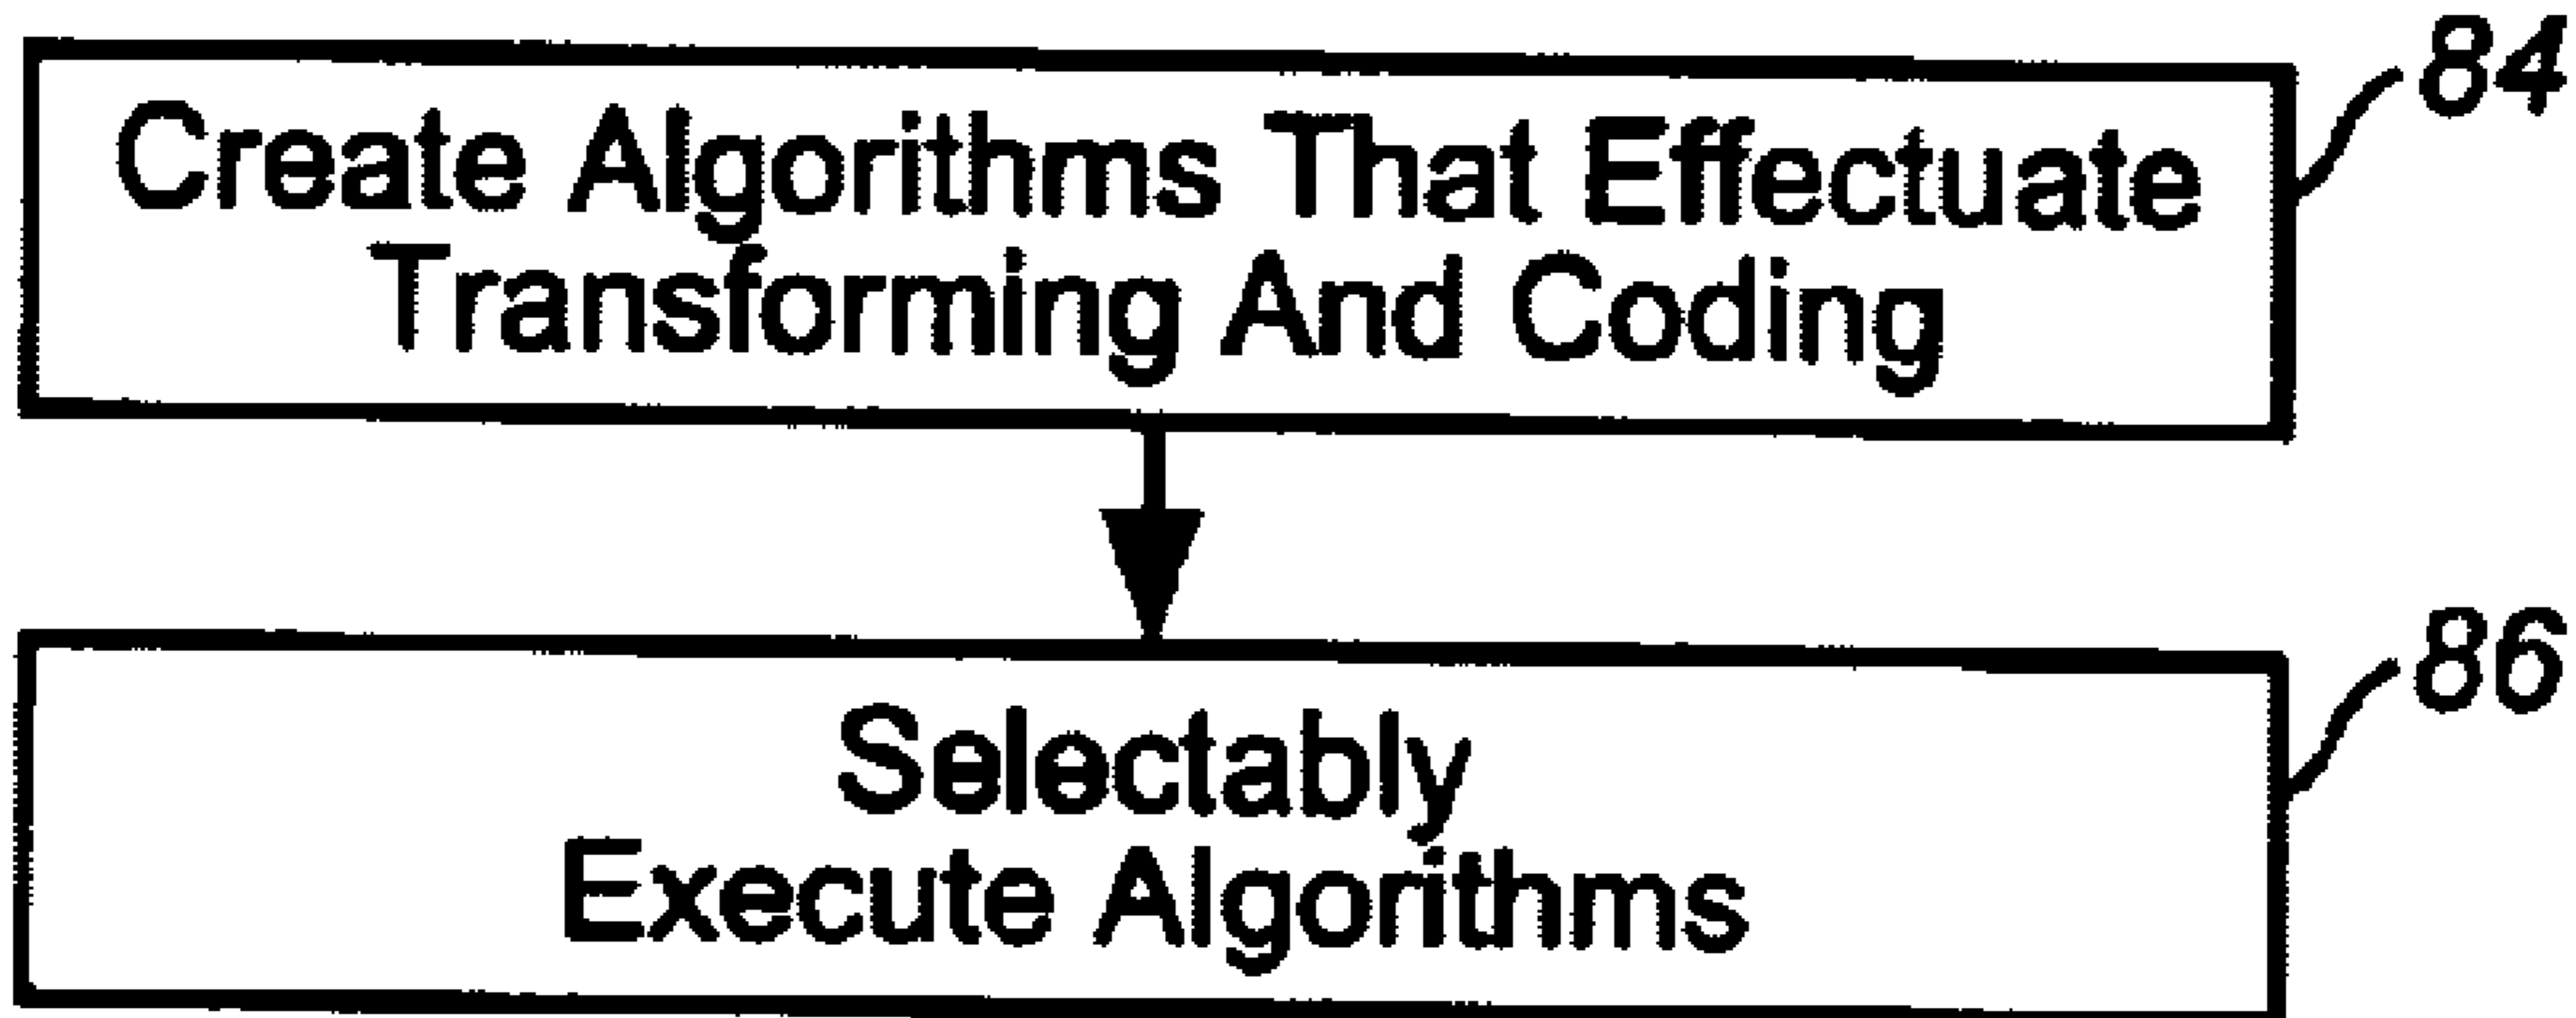 84
Create Algorithms That Effectuate
Transforming And Coding
86
Selectably
Execute Algorithms